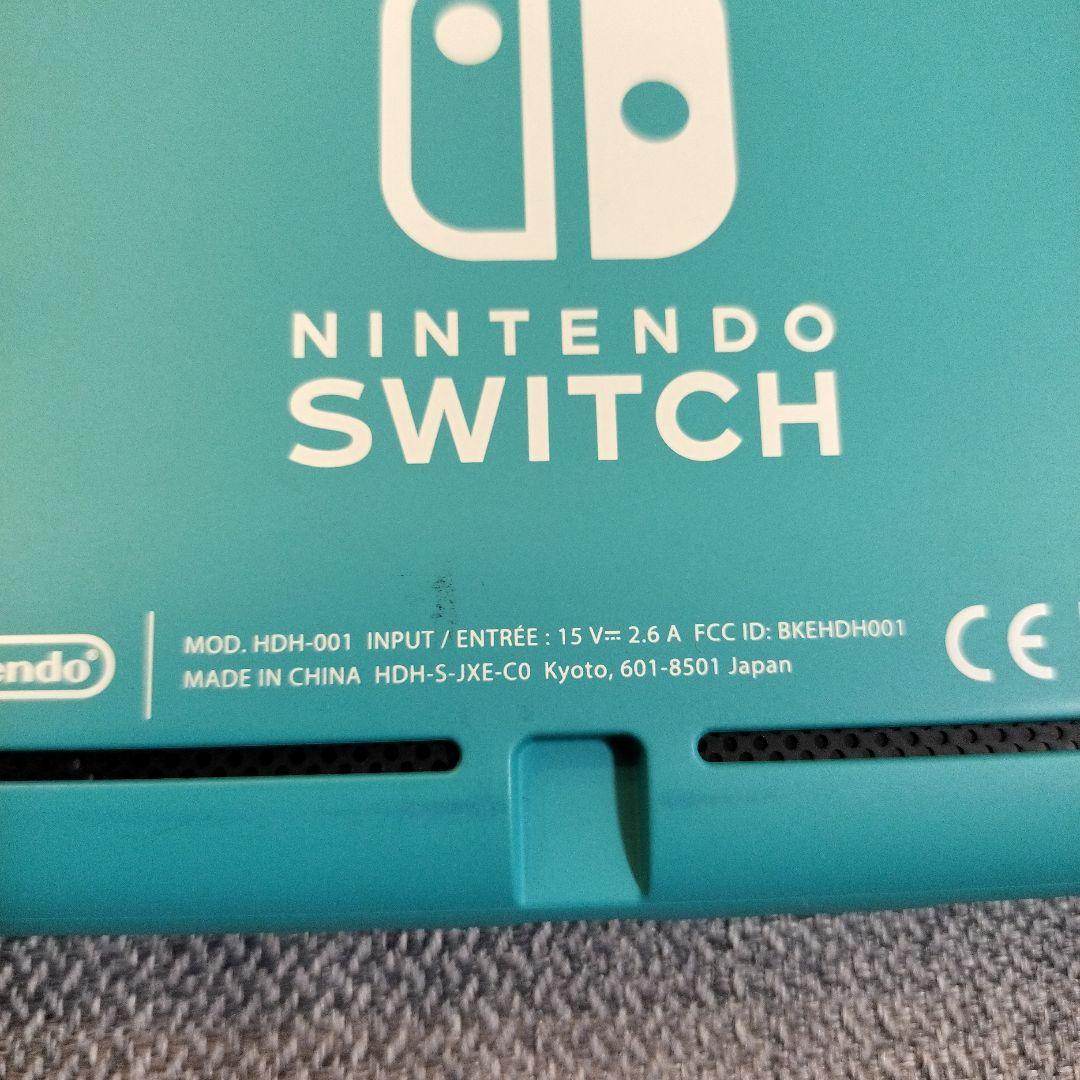 NINTENDO
SWITCH
endo®
MOD. HDH-001 INPUT / ENTRÉE : 15 V⎓ 2.6 A FCC ID: BKEHDH001
MADE IN CHINA HDH-S-JXE-C0 Kyoto, 601-8501 Japan
CE